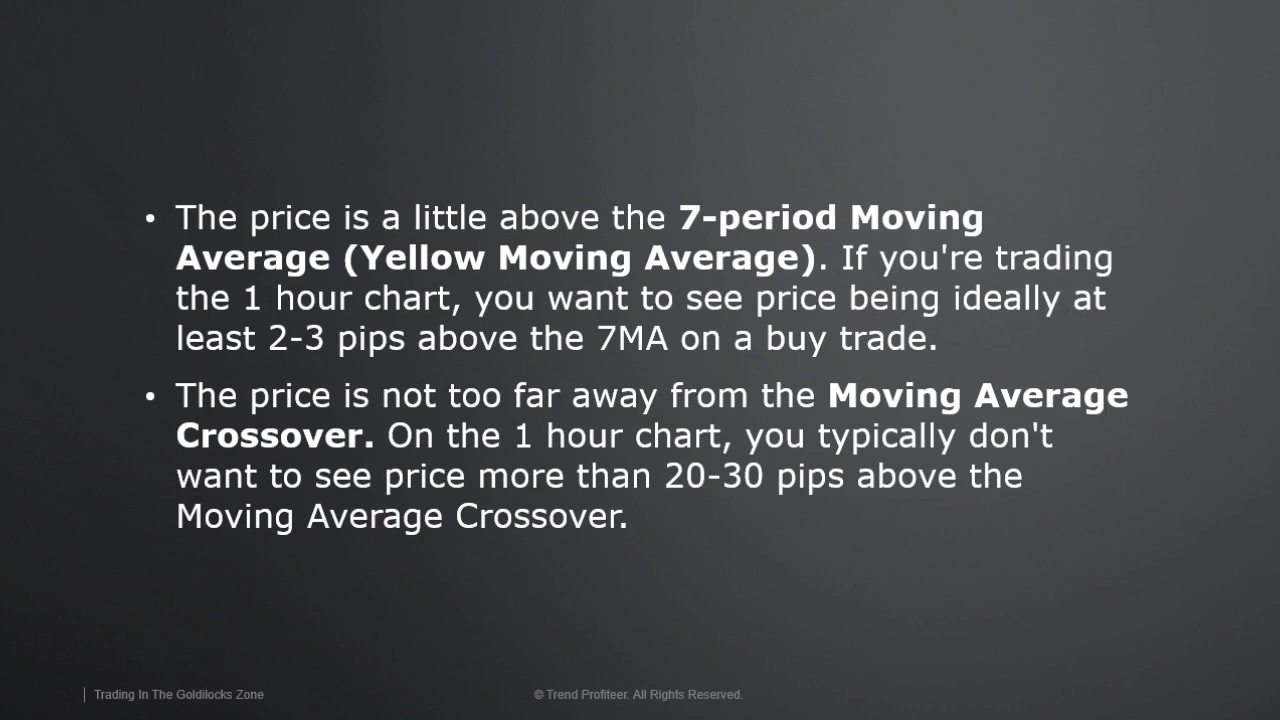 • The price is a little above the 7-period Moving
Average (Yellow Moving Average). If you're trading
the 1 hour chart, you want to see price being ideally at
least 2-3 pips above the 7MA on a buy trade.
• The price is not too far away from the Moving Average
Crossover. On the 1 hour chart, you typically don't
want to see price more than 20-30 pips above the
Moving Average Crossover.
Trading In The Goldilocks Zone
© Trend Profiteer. All Rights Reserved.